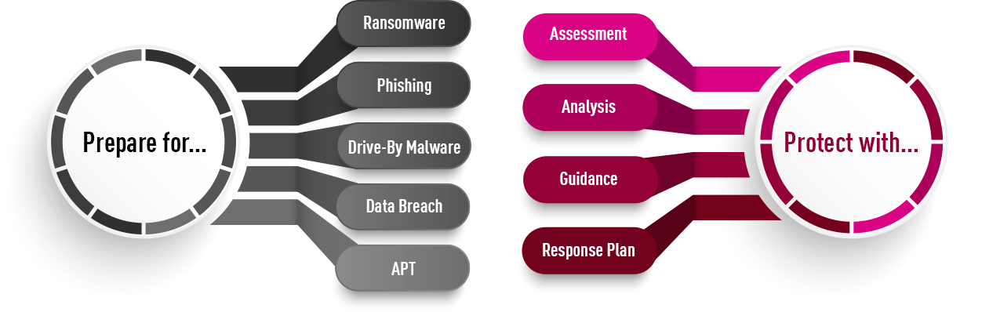 Prepare for...
Ransomware
Phishing
Drive-By Malware
Data Breach
APT
Assessment
Analysis
Guidance
Response Plan
Protect with...